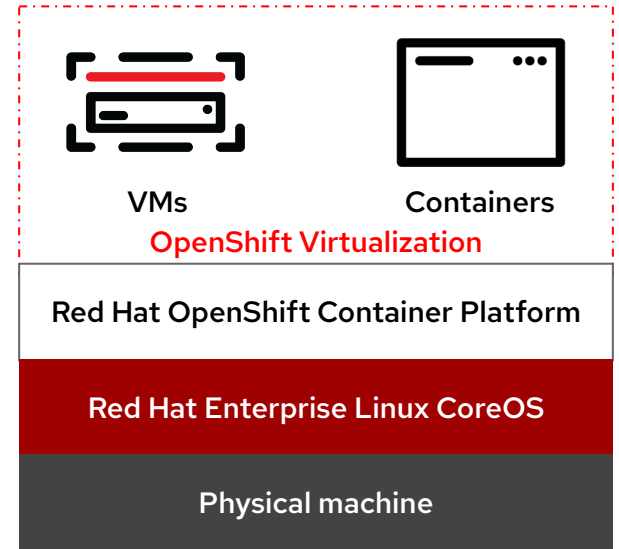 VMs
Containers
OpenShift Virtualization
Red Hat OpenShift Container Platform
Red Hat Enterprise Linux CoreOS
Physical machine